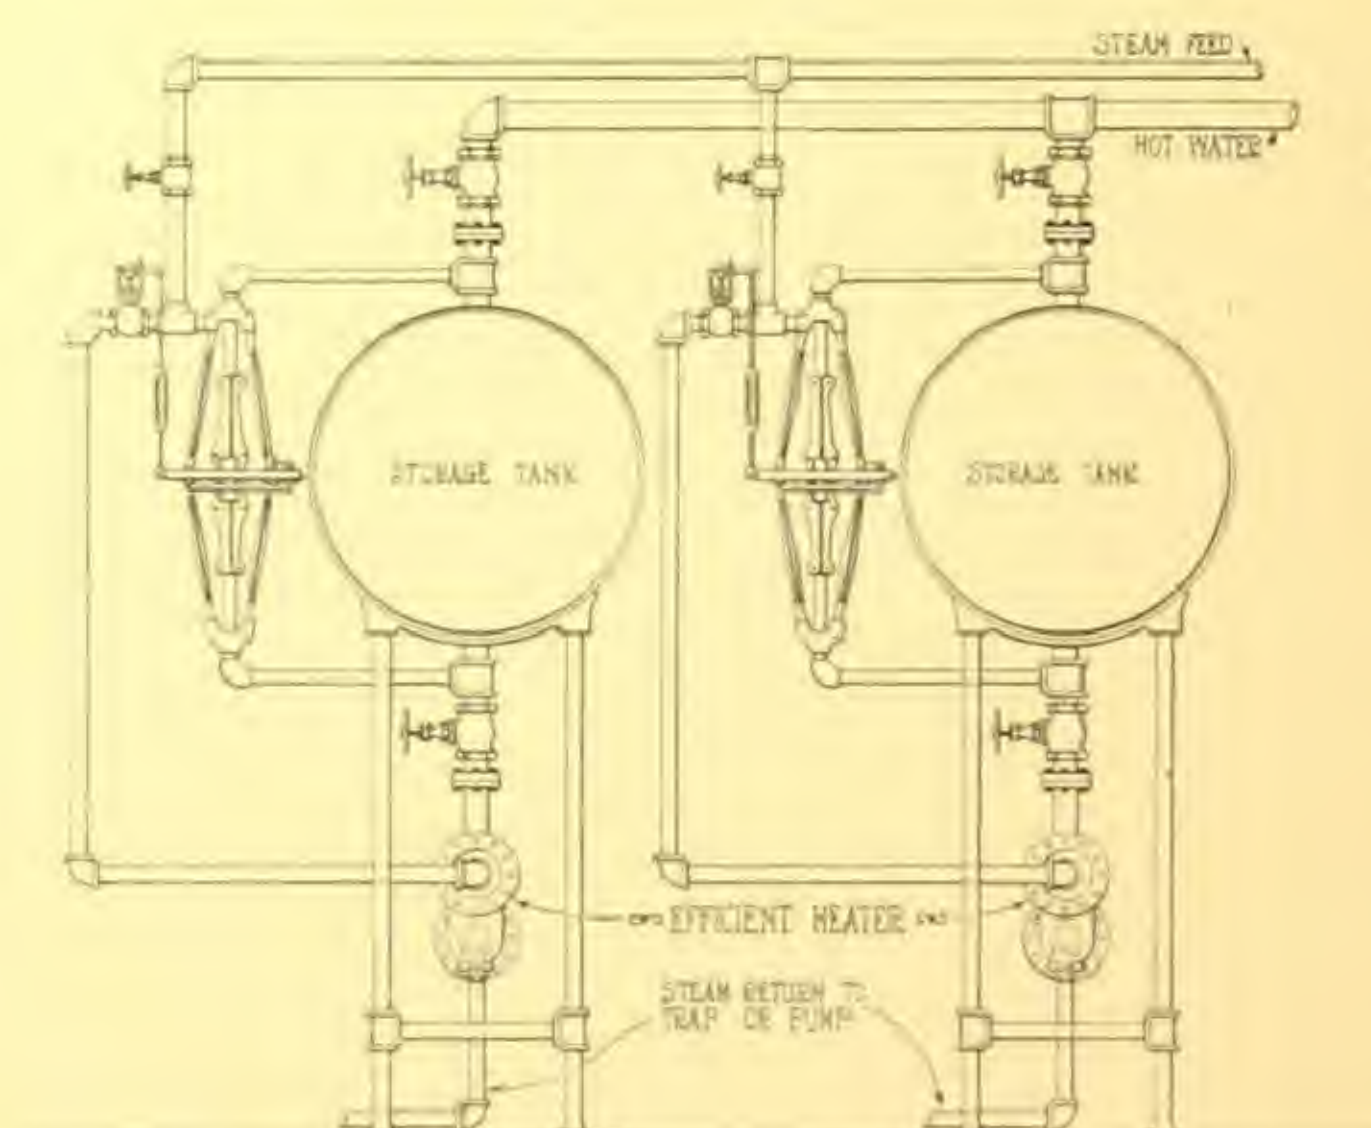 STEAM FEED
HOT WATER
STORAGE TANK
STORAGE TANK
EFFICIENT HEATER
STEAM RETURN TO
TRAP OR PUMP